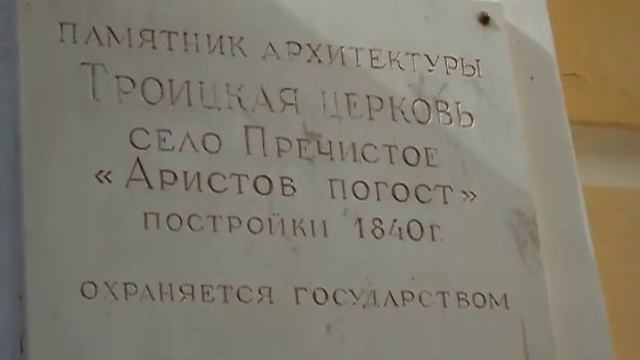 ПАМЯТНИК АРХИТЕКТУРЫ
ТРОИЦКАЯ ЦЕРКОВЬ
СЕЛО ПРЕЧИСТОЕ
«АРИСТОВ ПОГОСТ»
ПОСТРОЙКИ 1840г.
ОХРАНЯЕТСЯ ГОСУДАРСТВОМ